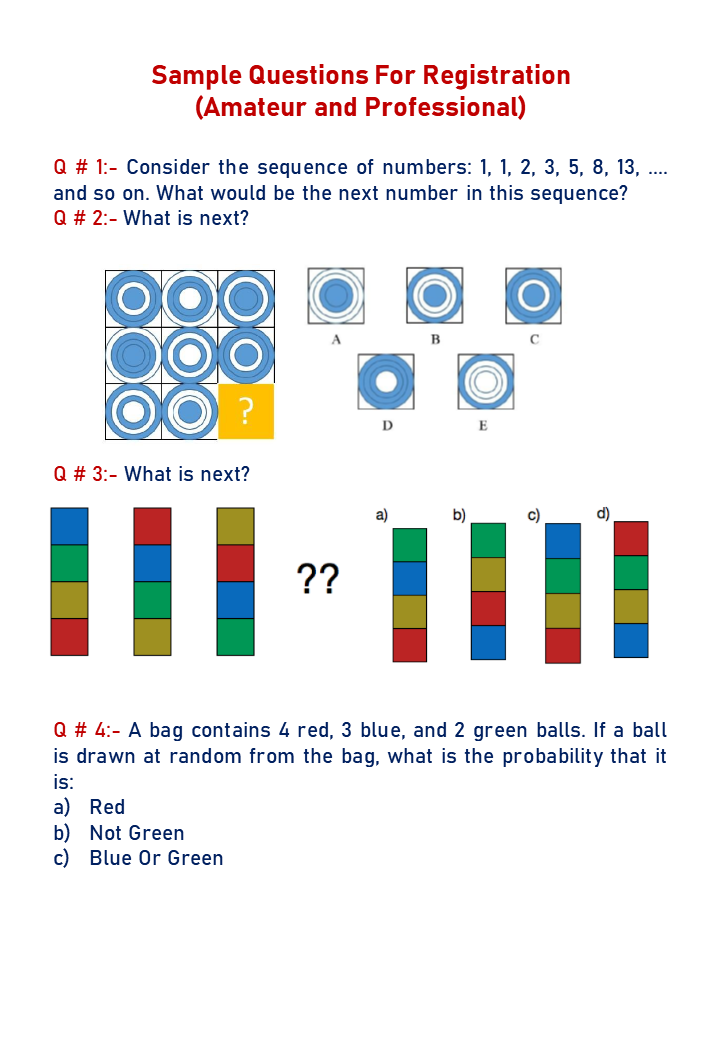 Sample Questions For Registration
(Amateur and Professional)
Q # 1:- Consider the sequence of numbers: 1, 1, 2, 3, 5, 8, 13, ....
and so on. What would be the next number in this sequence?
Q # 2:- What is next?
A B C
?
D E
Q # 3:- What is next?
a) b) c) d)
??
Q # 4:- A bag contains 4 red, 3 blue, and 2 green balls. If a ball
is drawn at random from the bag, what is the probability that it
is:
a) Red
b) Not Green
c) Blue Or Green